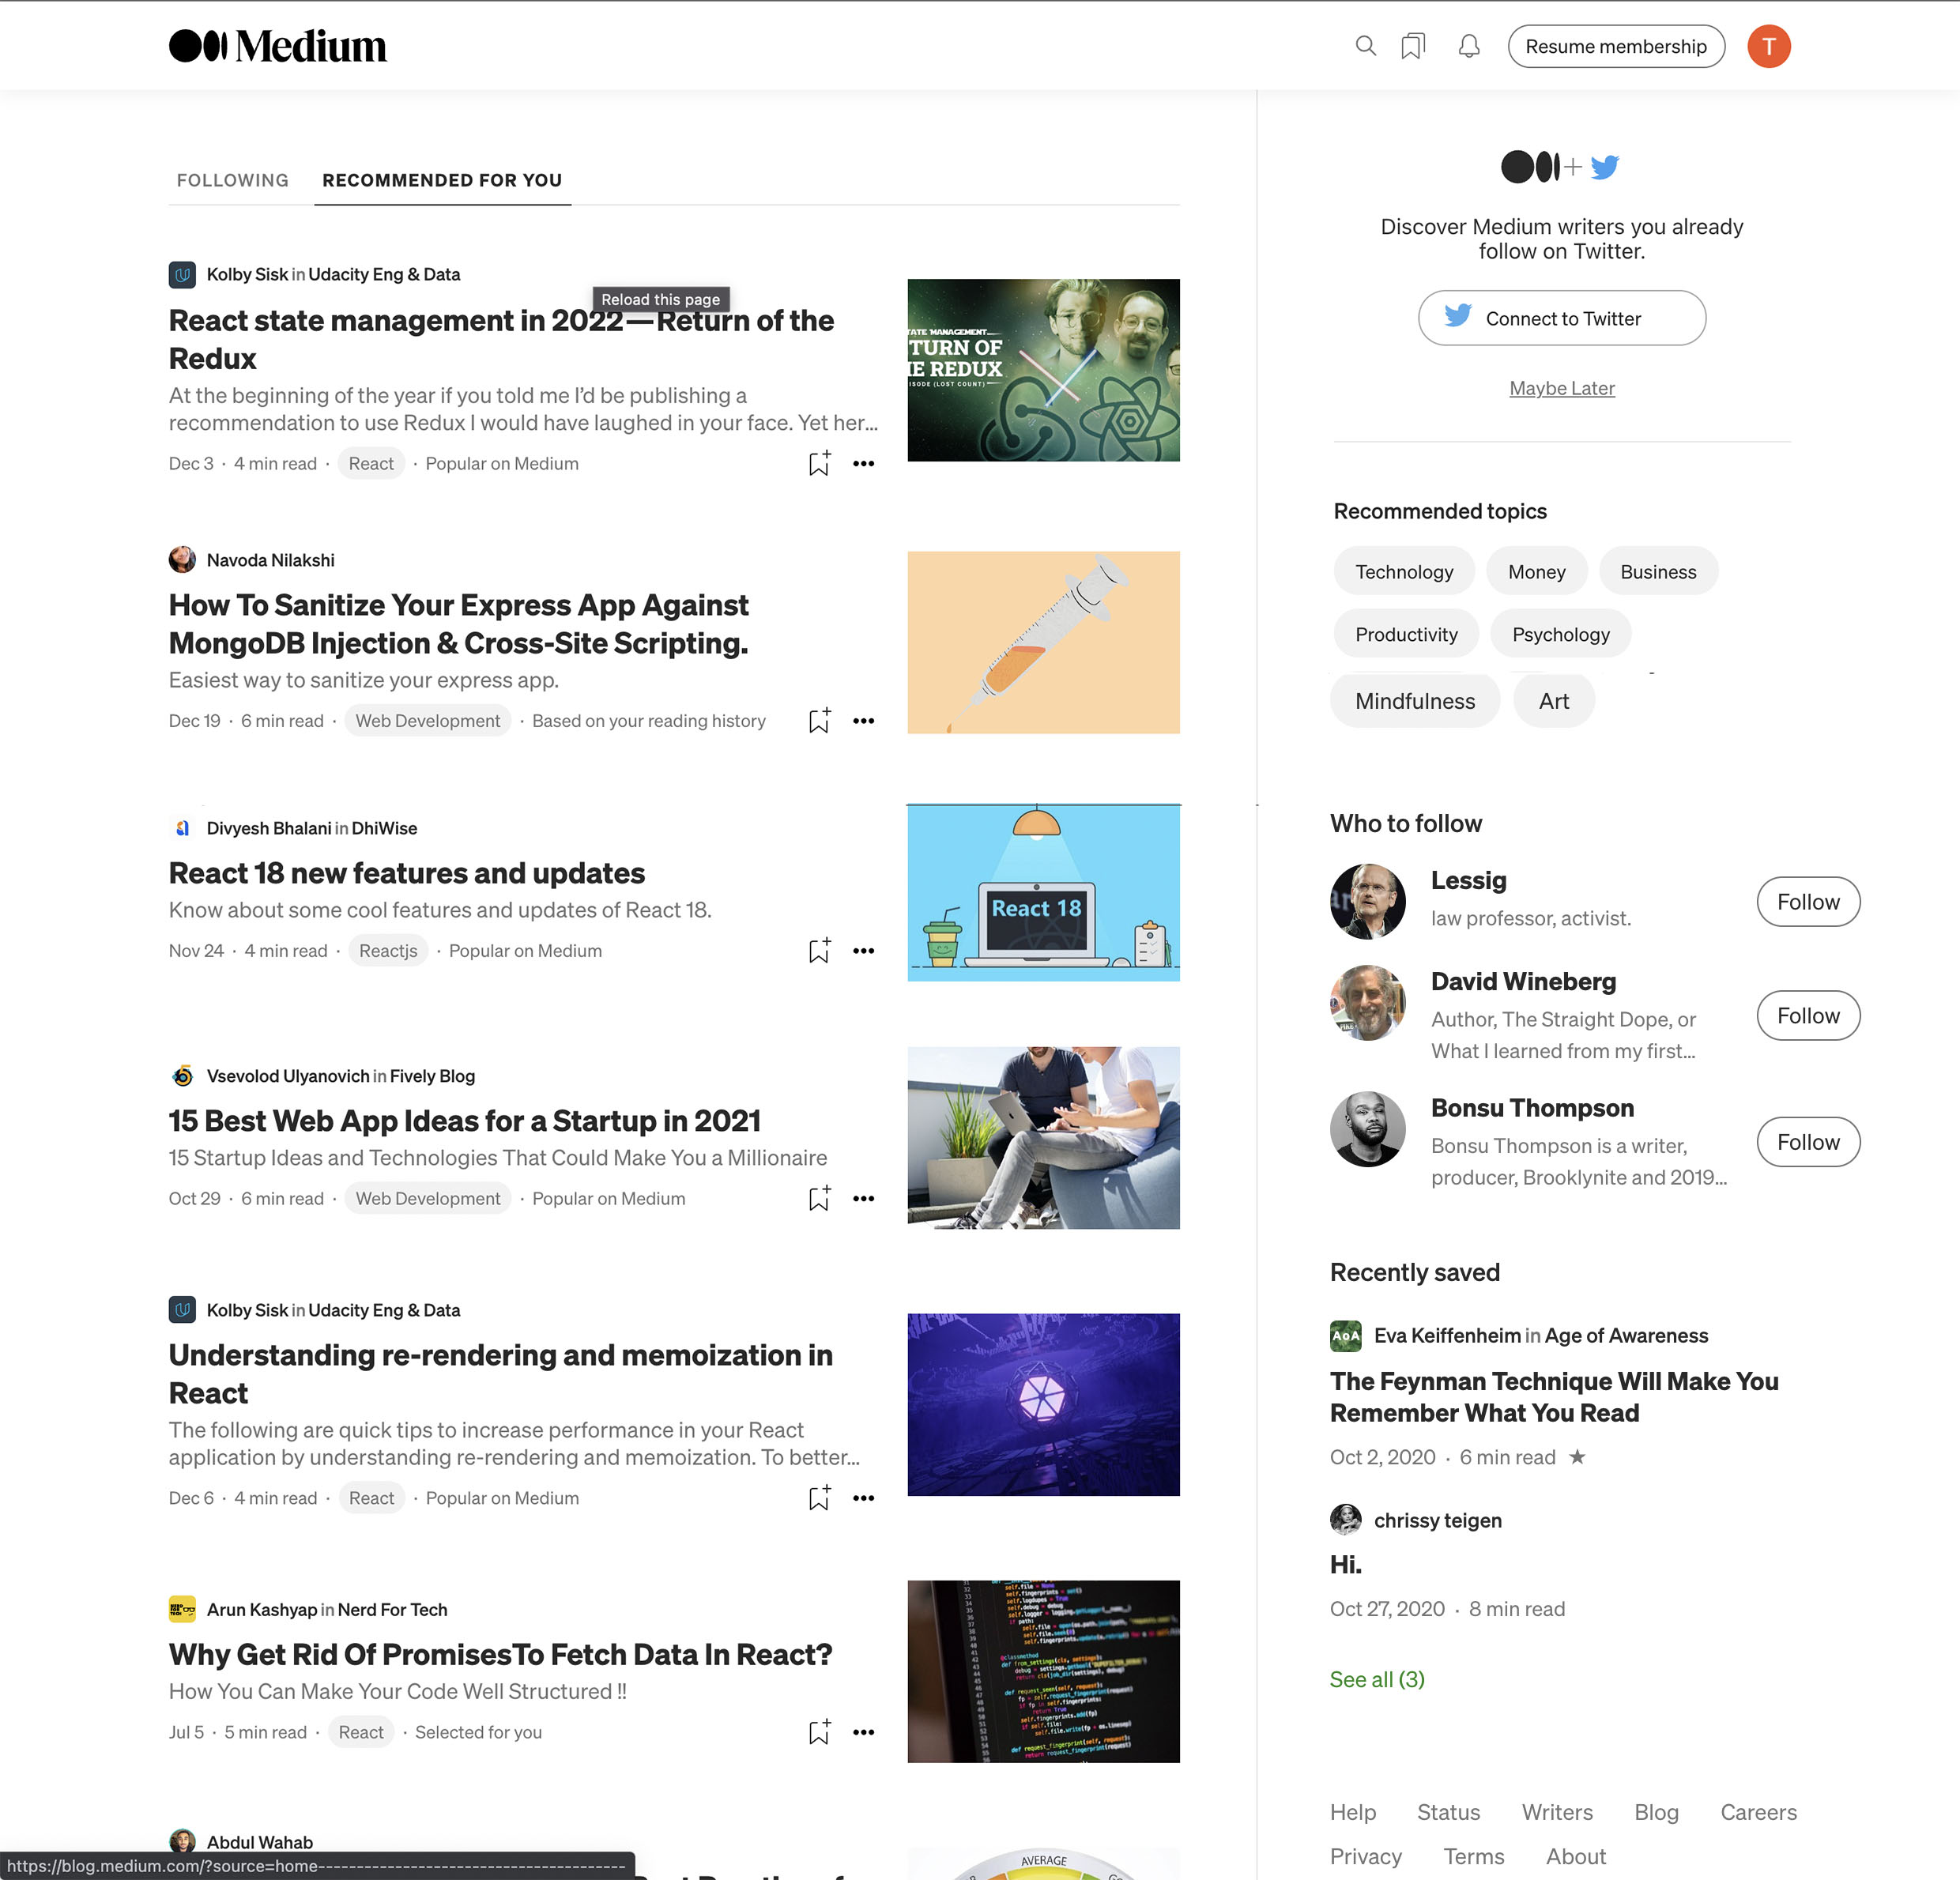 Medium
Resume membership
T
FOLLOWING
RECOMMENDED FOR YOU
Kolby Sisk in Udacity Eng & Data
Reload this page
React state management in 2022—Return of the
Redux
At the beginning of the year if you told me I'd be publishing a
recommendation to use Redux I would have laughed in your face. Yet her...
Dec 3 · 4 min read · React · Popular on Medium
TATE MANAGEMENT
TURN OF
E REDUX
ISODE (LOST COUNT)
Navoda Nilakshi
How To Sanitize Your Express App Against
MongoDB Injection & Cross-Site Scripting.
Easiest way to sanitize your express app.
Dec 19 · 6 min read · Web Development · Based on your reading history
Divyesh Bhalani in DhiWise
React 18 new features and updates
Know about some cool features and updates of React 18.
Nov 24 · 4 min read · Reactjs · Popular on Medium
React 18
Vsevolod Ulyanovich in Fively Blog
15 Best Web App Ideas for a Startup in 2021
15 Startup Ideas and Technologies That Could Make You a Millionaire
Oct 29 · 6 min read · Web Development · Popular on Medium
Kolby Sisk in Udacity Eng & Data
Understanding re-rendering and memoization in
React
The following are quick tips to increase performance in your React
application by understanding re-rendering and memoization. To better...
Dec 6 · 4 min read · React · Popular on Medium
Arun Kashyap in Nerd For Tech
Why Get Rid Of PromisesTo Fetch Data In React?
How You Can Make Your Code Well Structured !!
Jul 5 · 5 min read · React · Selected for you
Abdul Wahab
https://blog.medium.com/?source=home----------------------------------------
AVERAGE
Discover Medium writers you already
follow on Twitter.
Connect to Twitter
Maybe Later
Recommended topics
Technology
Money
Business
Productivity
Psychology
Mindfulness
Art
Who to follow
Lessig
law professor, activist.
Follow
David Wineberg
Author, The Straight Dope, or
What I learned from my first...
Follow
Bonsu Thompson
Bonsu Thompson is a writer,
producer, Brooklynite and 2019...
Follow
Recently saved
AoA
Eva Keiffenheim in Age of Awareness
The Feynman Technique Will Make You
Remember What You Read
Oct 2, 2020 · 6 min read ★
chrissy teigen
Hi.
Oct 27, 2020 · 8 min read
See all (3)
Help
Status
Writers
Blog
Careers
Privacy
Terms
About